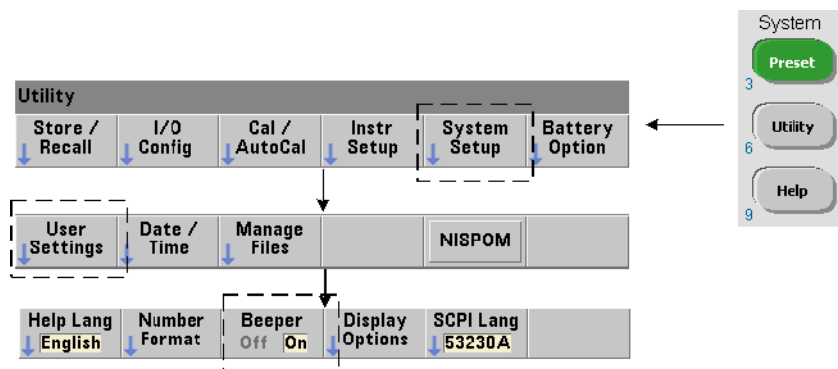 System
Preset
3
Utility
6
Help
9
Utility
Store / Recall
I/O Config
Cal / AutoCal
Instr Setup
System Setup
Battery Option
User Settings
Date / Time
Manage Files
NISPOM
Help Lang
English
Number Format
Beeper
Off On
Display Options
SCPI Lang
53230A